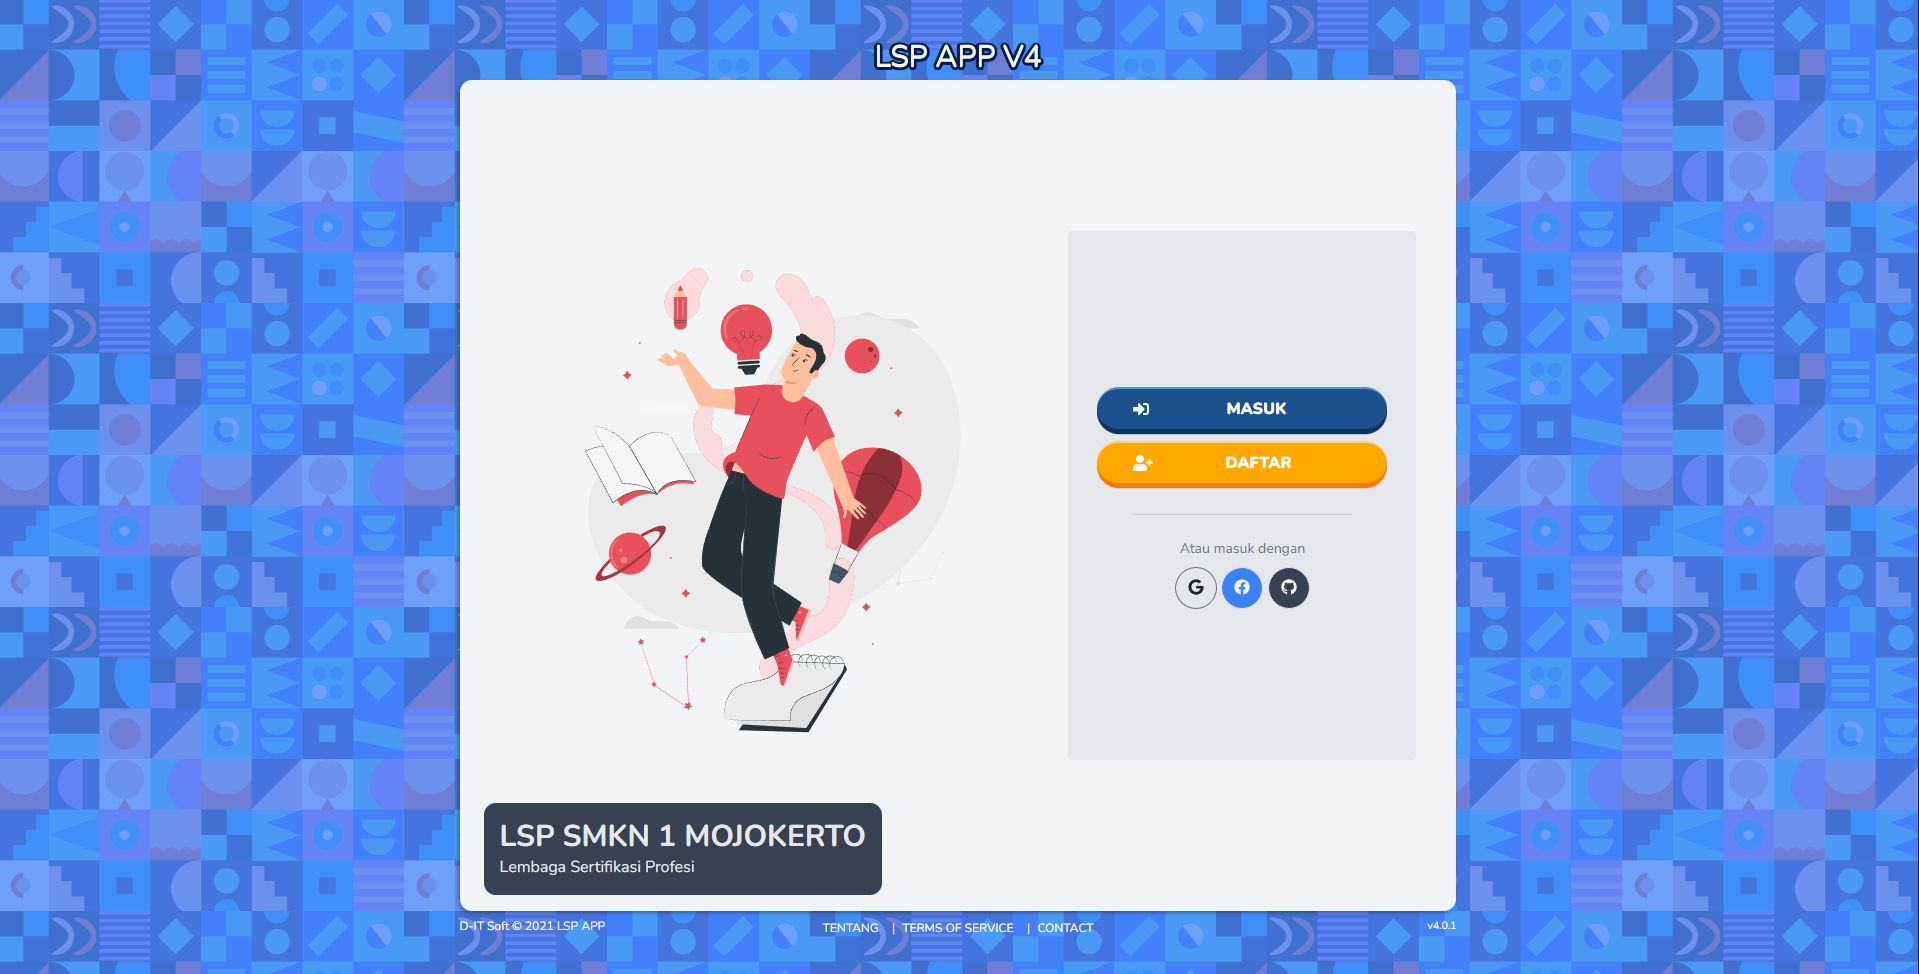 LSP APP V4
MASUK
DAFTAR
Atau masuk dengan
LSP SMKN 1 MOJOKERTO
Lembaga Sertifikasi Profesi
D-IT Soft © 2021 LSP APP
TENTANG | TERMS OF SERVICE | CONTACT
v4.0.1